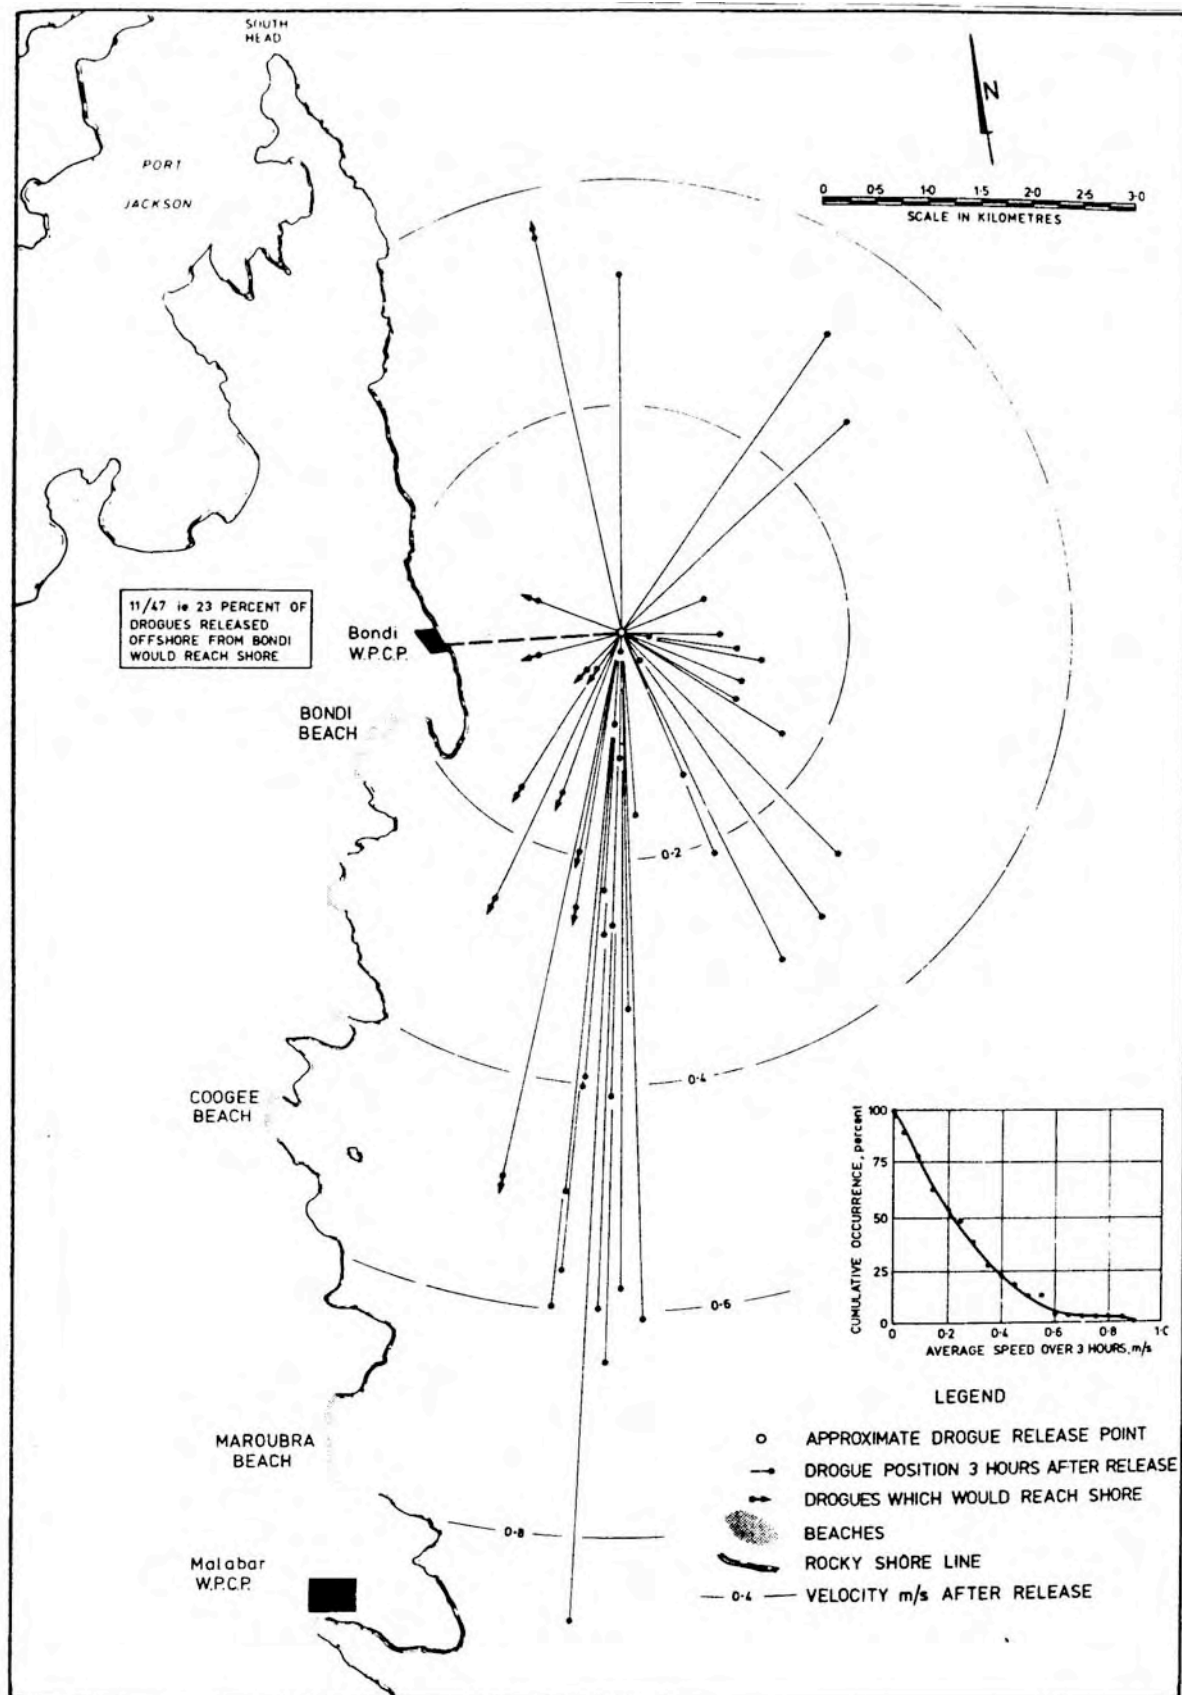 SOUTH
HEAD
N
PORT
JACKSON
0 0·5 1·0 1·5 2·0 2·5 3·0
SCALE IN KILOMETRES
11/47 ie 23 PERCENT OF
DROGUES RELEASED
OFFSHORE FROM BONDI
WOULD REACH SHORE
Bondi
W.P.C.P.
BONDI
BEACH
0·2
0·4
COOGEE
BEACH
0·6
MAROUBRA
BEACH
0·8
Malabar
W.P.C.P.
CUMULATIVE OCCURRENCE, percent
100
75
50
25
0
0 0·2 0·4 0·6 0·8 1·0
AVERAGE SPEED OVER 3 HOURS, m/s
LEGEND
APPROXIMATE DROGUE RELEASE POINT
DROGUE POSITION 3 HOURS AFTER RELEASE
DROGUES WHICH WOULD REACH SHORE
BEACHES
ROCKY SHORE LINE
0·4 VELOCITY m/s AFTER RELEASE